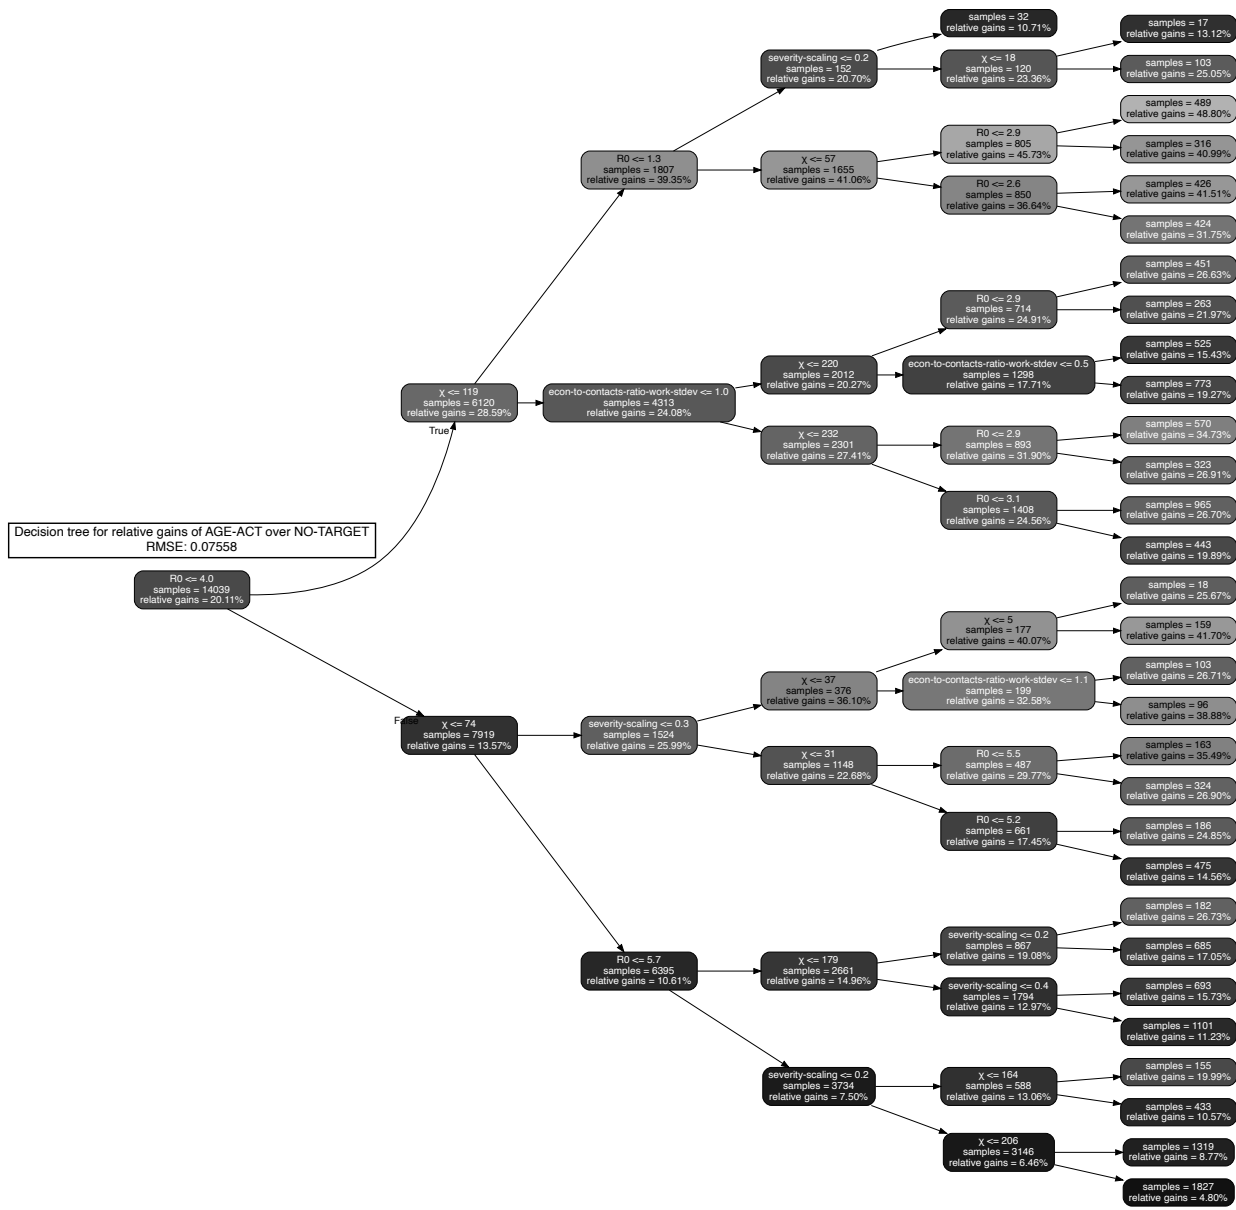 Decision tree for relative gains of AGE-ACT over NO-TARGET
RMSE: 0.07558
R0 <= 4.0
samples = 14039
relative gains = 20.11%
True
False
χ <= 119
samples = 6120
relative gains = 28.59%
χ <= 74
samples = 7919
relative gains = 13.57%
R0 <= 1.3
samples = 1807
relative gains = 39.35%
econ-to-contacts-ratio-work-stdev <= 1.0
samples = 4313
relative gains = 24.08%
severity-scaling <= 0.3
samples = 1524
relative gains = 25.99%
R0 <= 5.7
samples = 6395
relative gains = 10.61%
severity-scaling <= 0.2
samples = 152
relative gains = 20.70%
χ <= 57
samples = 1655
relative gains = 41.06%
χ <= 220
samples = 2012
relative gains = 20.27%
χ <= 232
samples = 2301
relative gains = 27.41%
χ <= 37
samples = 376
relative gains = 36.10%
χ <= 31
samples = 1148
relative gains = 22.68%
χ <= 179
samples = 2661
relative gains = 14.96%
severity-scaling <= 0.2
samples = 3734
relative gains = 7.50%
samples = 32
relative gains = 10.71%
χ <= 18
samples = 120
relative gains = 23.36%
R0 <= 2.9
samples = 805
relative gains = 45.73%
R0 <= 2.6
samples = 850
relative gains = 36.64%
R0 <= 2.9
samples = 714
relative gains = 24.91%
econ-to-contacts-ratio-work-stdev <= 0.5
samples = 1298
relative gains = 17.71%
R0 <= 2.9
samples = 893
relative gains = 31.90%
R0 <= 3.1
samples = 1408
relative gains = 24.56%
χ <= 5
samples = 177
relative gains = 40.07%
econ-to-contacts-ratio-work-stdev <= 1.1
samples = 199
relative gains = 32.58%
R0 <= 5.5
samples = 487
relative gains = 29.77%
R0 <= 5.2
samples = 661
relative gains = 17.45%
severity-scaling <= 0.2
samples = 867
relative gains = 19.08%
severity-scaling <= 0.4
samples = 1794
relative gains = 12.97%
χ <= 164
samples = 588
relative gains = 13.06%
χ <= 206
samples = 3146
relative gains = 6.46%
samples = 17
relative gains = 13.12%
samples = 103
relative gains = 25.05%
samples = 489
relative gains = 48.80%
samples = 316
relative gains = 40.99%
samples = 426
relative gains = 41.51%
samples = 424
relative gains = 31.75%
samples = 451
relative gains = 26.63%
samples = 263
relative gains = 21.97%
samples = 525
relative gains = 15.43%
samples = 773
relative gains = 19.27%
samples = 570
relative gains = 34.73%
samples = 323
relative gains = 26.91%
samples = 965
relative gains = 26.70%
samples = 443
relative gains = 19.89%
samples = 18
relative gains = 25.67%
samples = 159
relative gains = 41.70%
samples = 103
relative gains = 26.71%
samples = 96
relative gains = 38.88%
samples = 163
relative gains = 35.49%
samples = 324
relative gains = 26.90%
samples = 186
relative gains = 24.85%
samples = 475
relative gains = 14.56%
samples = 182
relative gains = 26.73%
samples = 685
relative gains = 17.05%
samples = 693
relative gains = 15.73%
samples = 1101
relative gains = 11.23%
samples = 155
relative gains = 19.99%
samples = 433
relative gains = 10.57%
samples = 1319
relative gains = 8.77%
samples = 1827
relative gains = 4.80%